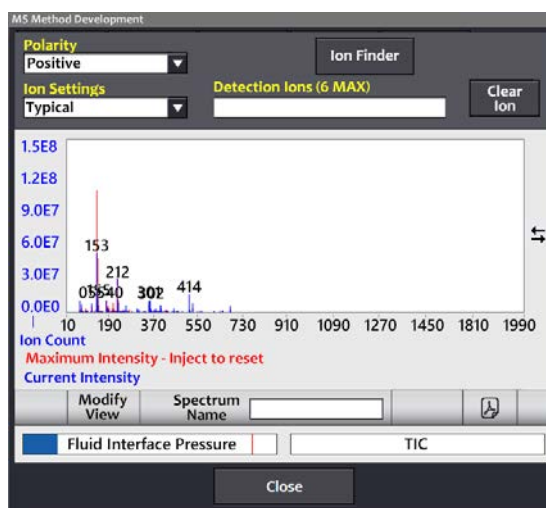 MS Method Development
Polarity
Positive
Ion Finder
Ion Settings
Typical
Detection Ions (6 MAX)
Clear
Ion
1.5E8
1.2E8
9.0E7
6.0E7
3.0E7
0.0E0
153
212
414
302
10 190 370 550 730 910 1090 1270 1450 1810 1990
Ion Count
Maximum Intensity - Inject to reset
Current Intensity
Modify
View
Spectrum
Name
Fluid Interface Pressure
TIC
Close